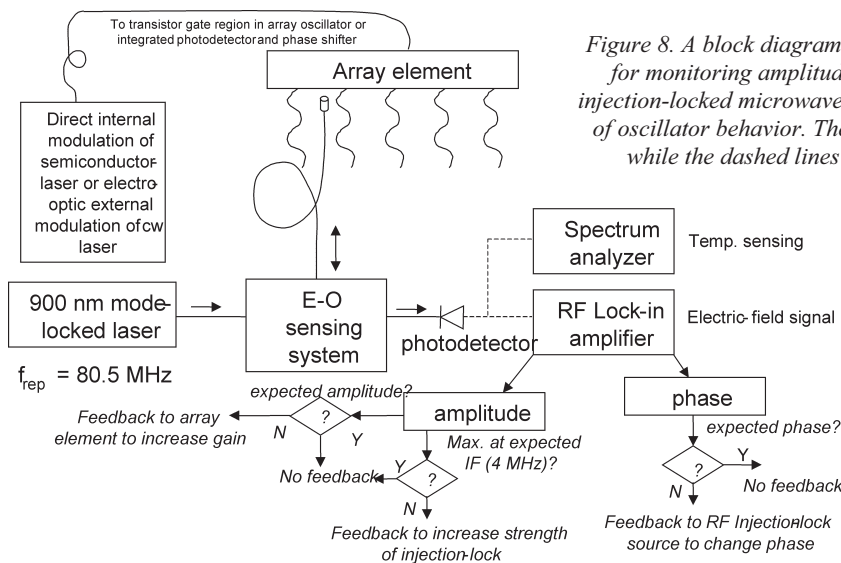 To transistor gate region in array oscillator or
integrated photodetector and phase shifter
Figure 8. A block diagram
for monitoring amplitud
injection-locked microwave
of oscillator behavior. The
while the dashed lines
Array element
Direct internal
modulation of
semiconductor-
laser or electro-
optic external
modulation of cw
laser
Spectrum
analyzer
Temp. sensing
900 nm mode-
locked laser
E-O
sensing
system
photodetector
RF Lock-in
amplifier
Electric-field signal
frep = 80.5 MHz
expected amplitude?
amplitude
phase
Feedback to array
element to increase gain
N
?
Y
Max. at expected
IF (4 MHz)?
expected phase?
No feedback
Y
?
N
?
Y
No feedback
N
Feedback to increase strength
of injection-lock
Feedback to RF Injection-lock
source to change phase